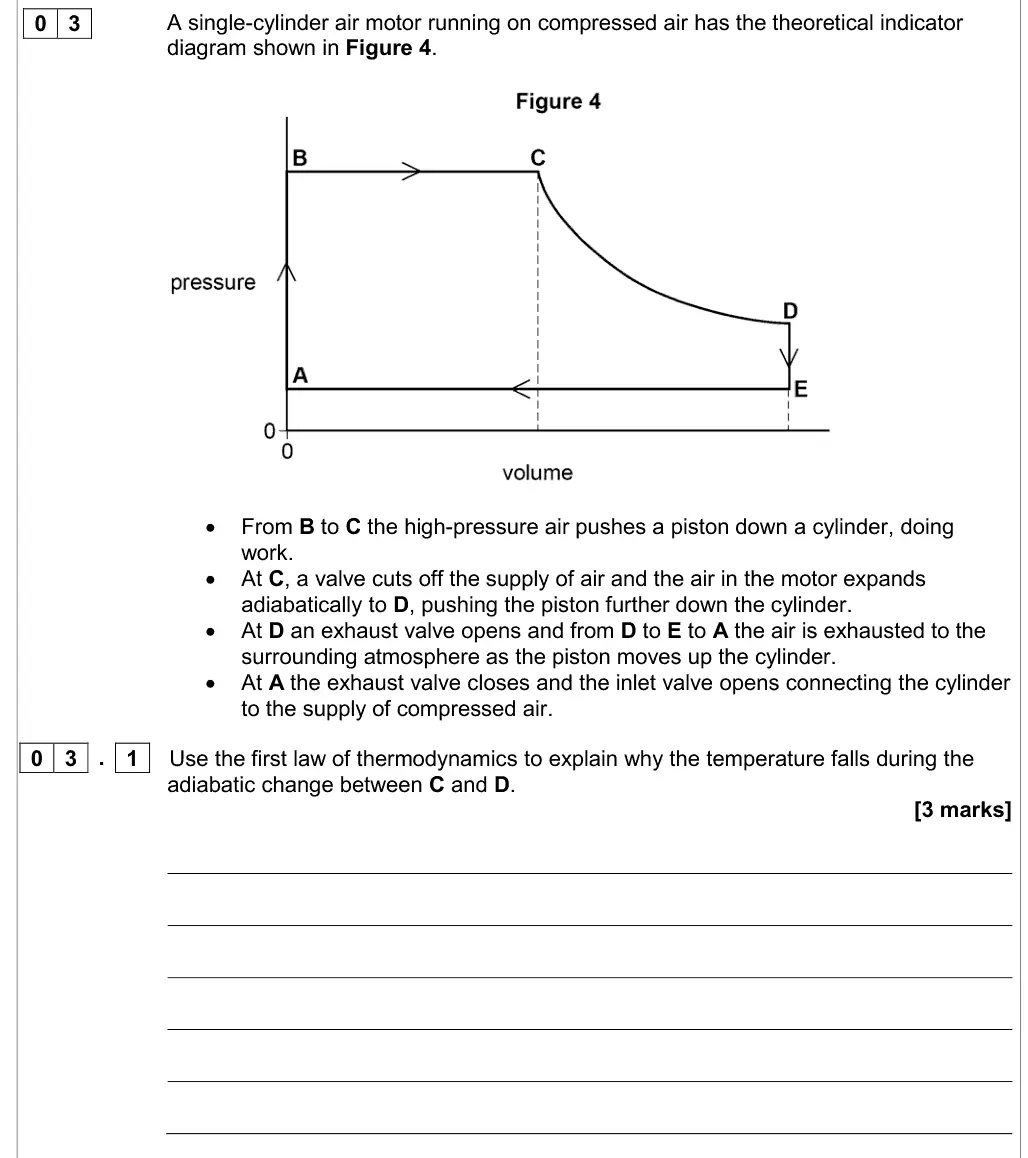 0 3 A single-cylinder air motor running on compressed air has the theoretical indicator
diagram shown in Figure 4.
Figure 4
B C
pressure
D
A
E
0
0
volume
• From B to C the high-pressure air pushes a piston down a cylinder, doing
work.
• At C, a valve cuts off the supply of air and the air in the motor expands
adiabatically to D, pushing the piston further down the cylinder.
• At D an exhaust valve opens and from D to E to A the air is exhausted to the
surrounding atmosphere as the piston moves up the cylinder.
• At A the exhaust valve closes and the inlet valve opens connecting the cylinder
to the supply of compressed air.
0 3 . 1 Use the first law of thermodynamics to explain why the temperature falls during the
adiabatic change between C and D.
[3 marks]